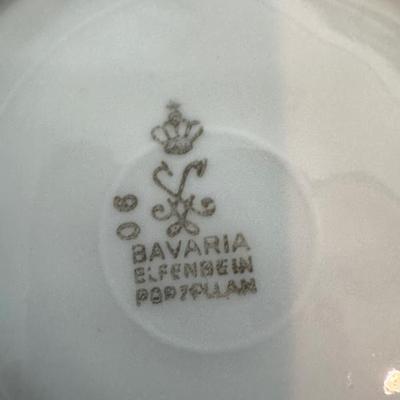 06
BAVARIA
ELFENBEIN
PORZELLAN